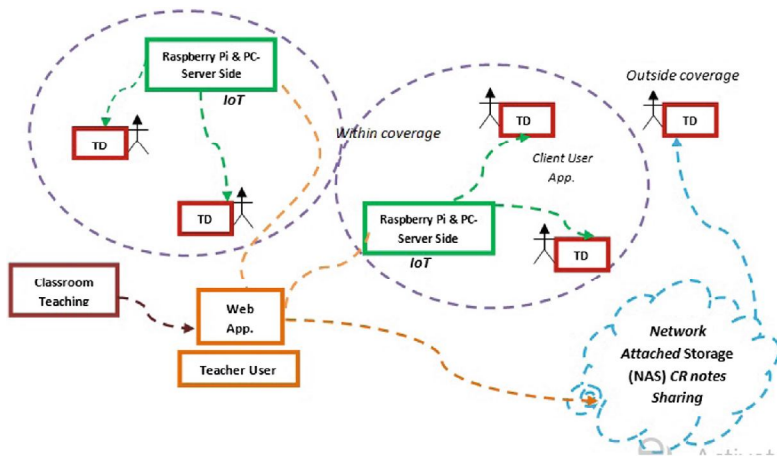 Raspberry Pi & PC-
Server Side
IoT
TD
TD
Within coverage
Outside coverage
TD
TD
Client User
App.
Raspberry Pi & PC-
Server Side
IoT
TD
Classroom
Teaching
Web
App.
Teacher User
Network
Attached Storage
(NAS) CR notes
Sharing